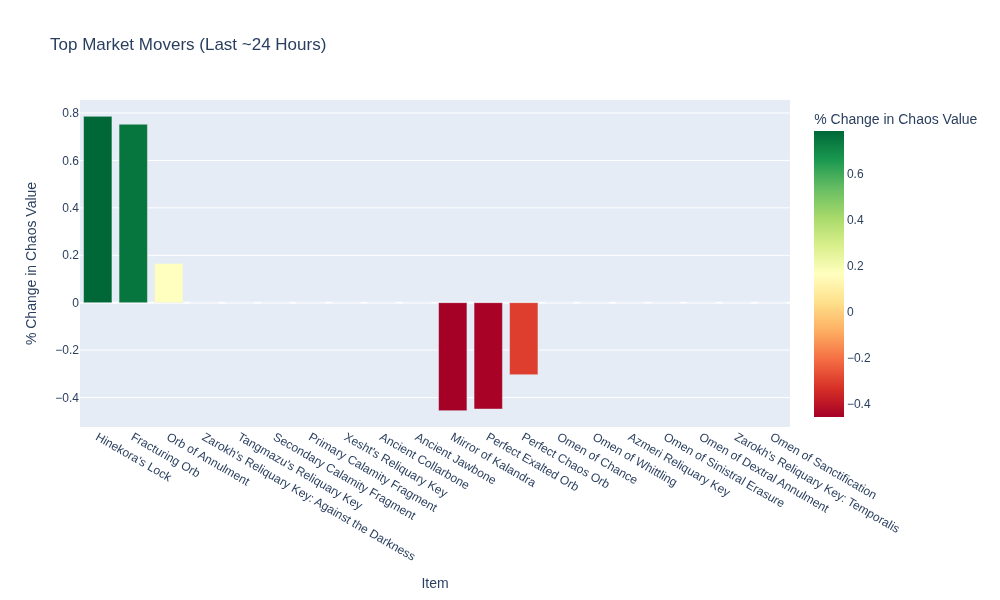 Top Market Movers (Last ~24 Hours)
% Change in Chaos Value
0.8
0.6
0.4
0.2
0
−0.2
−0.4
% Change in Chaos Value
0.6
0.4
0.2
0
−0.2
−0.4
Hinekora's Lock
Fracturing Orb
Orb of Annulment
Zarokh's Reliquary Key: Against the Darkness
Tangmazu's Reliquary Key
Secondary Calamity Fragment
Primary Calamity Fragment
Xesht's Reliquary Key
Ancient Collarbone
Ancient Jawbone
Mirror of Kalandra
Perfect Exalted Orb
Perfect Chaos Orb
Omen of Chance
Omen of Whittling
Azmeri Reliquary Key
Omen of Sinistral Erasure
Omen of Dextral Annulment
Zarokh's Reliquary Key: Temporalis
Omen of Sanctification
Item